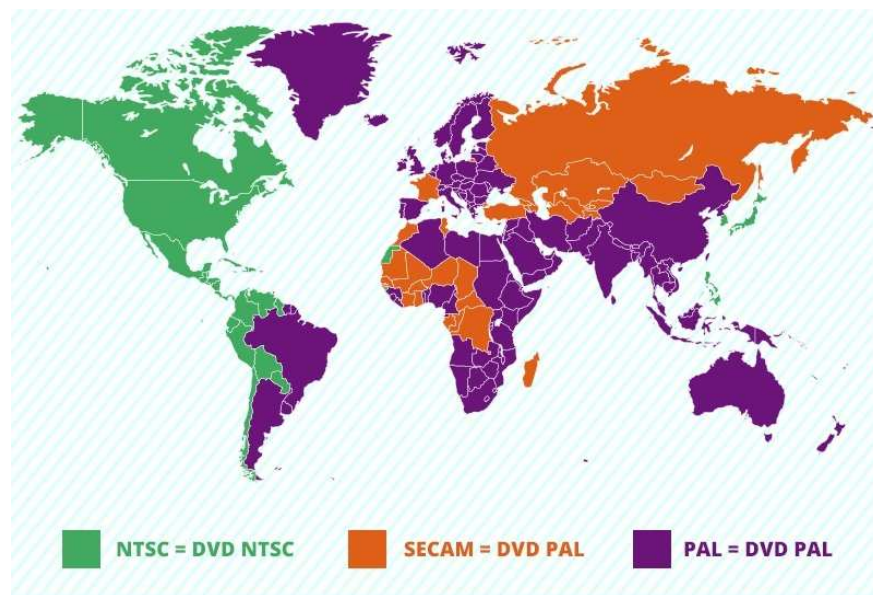 NTSC = DVD NTSC
SECAM = DVD PAL
PAL = DVD PAL